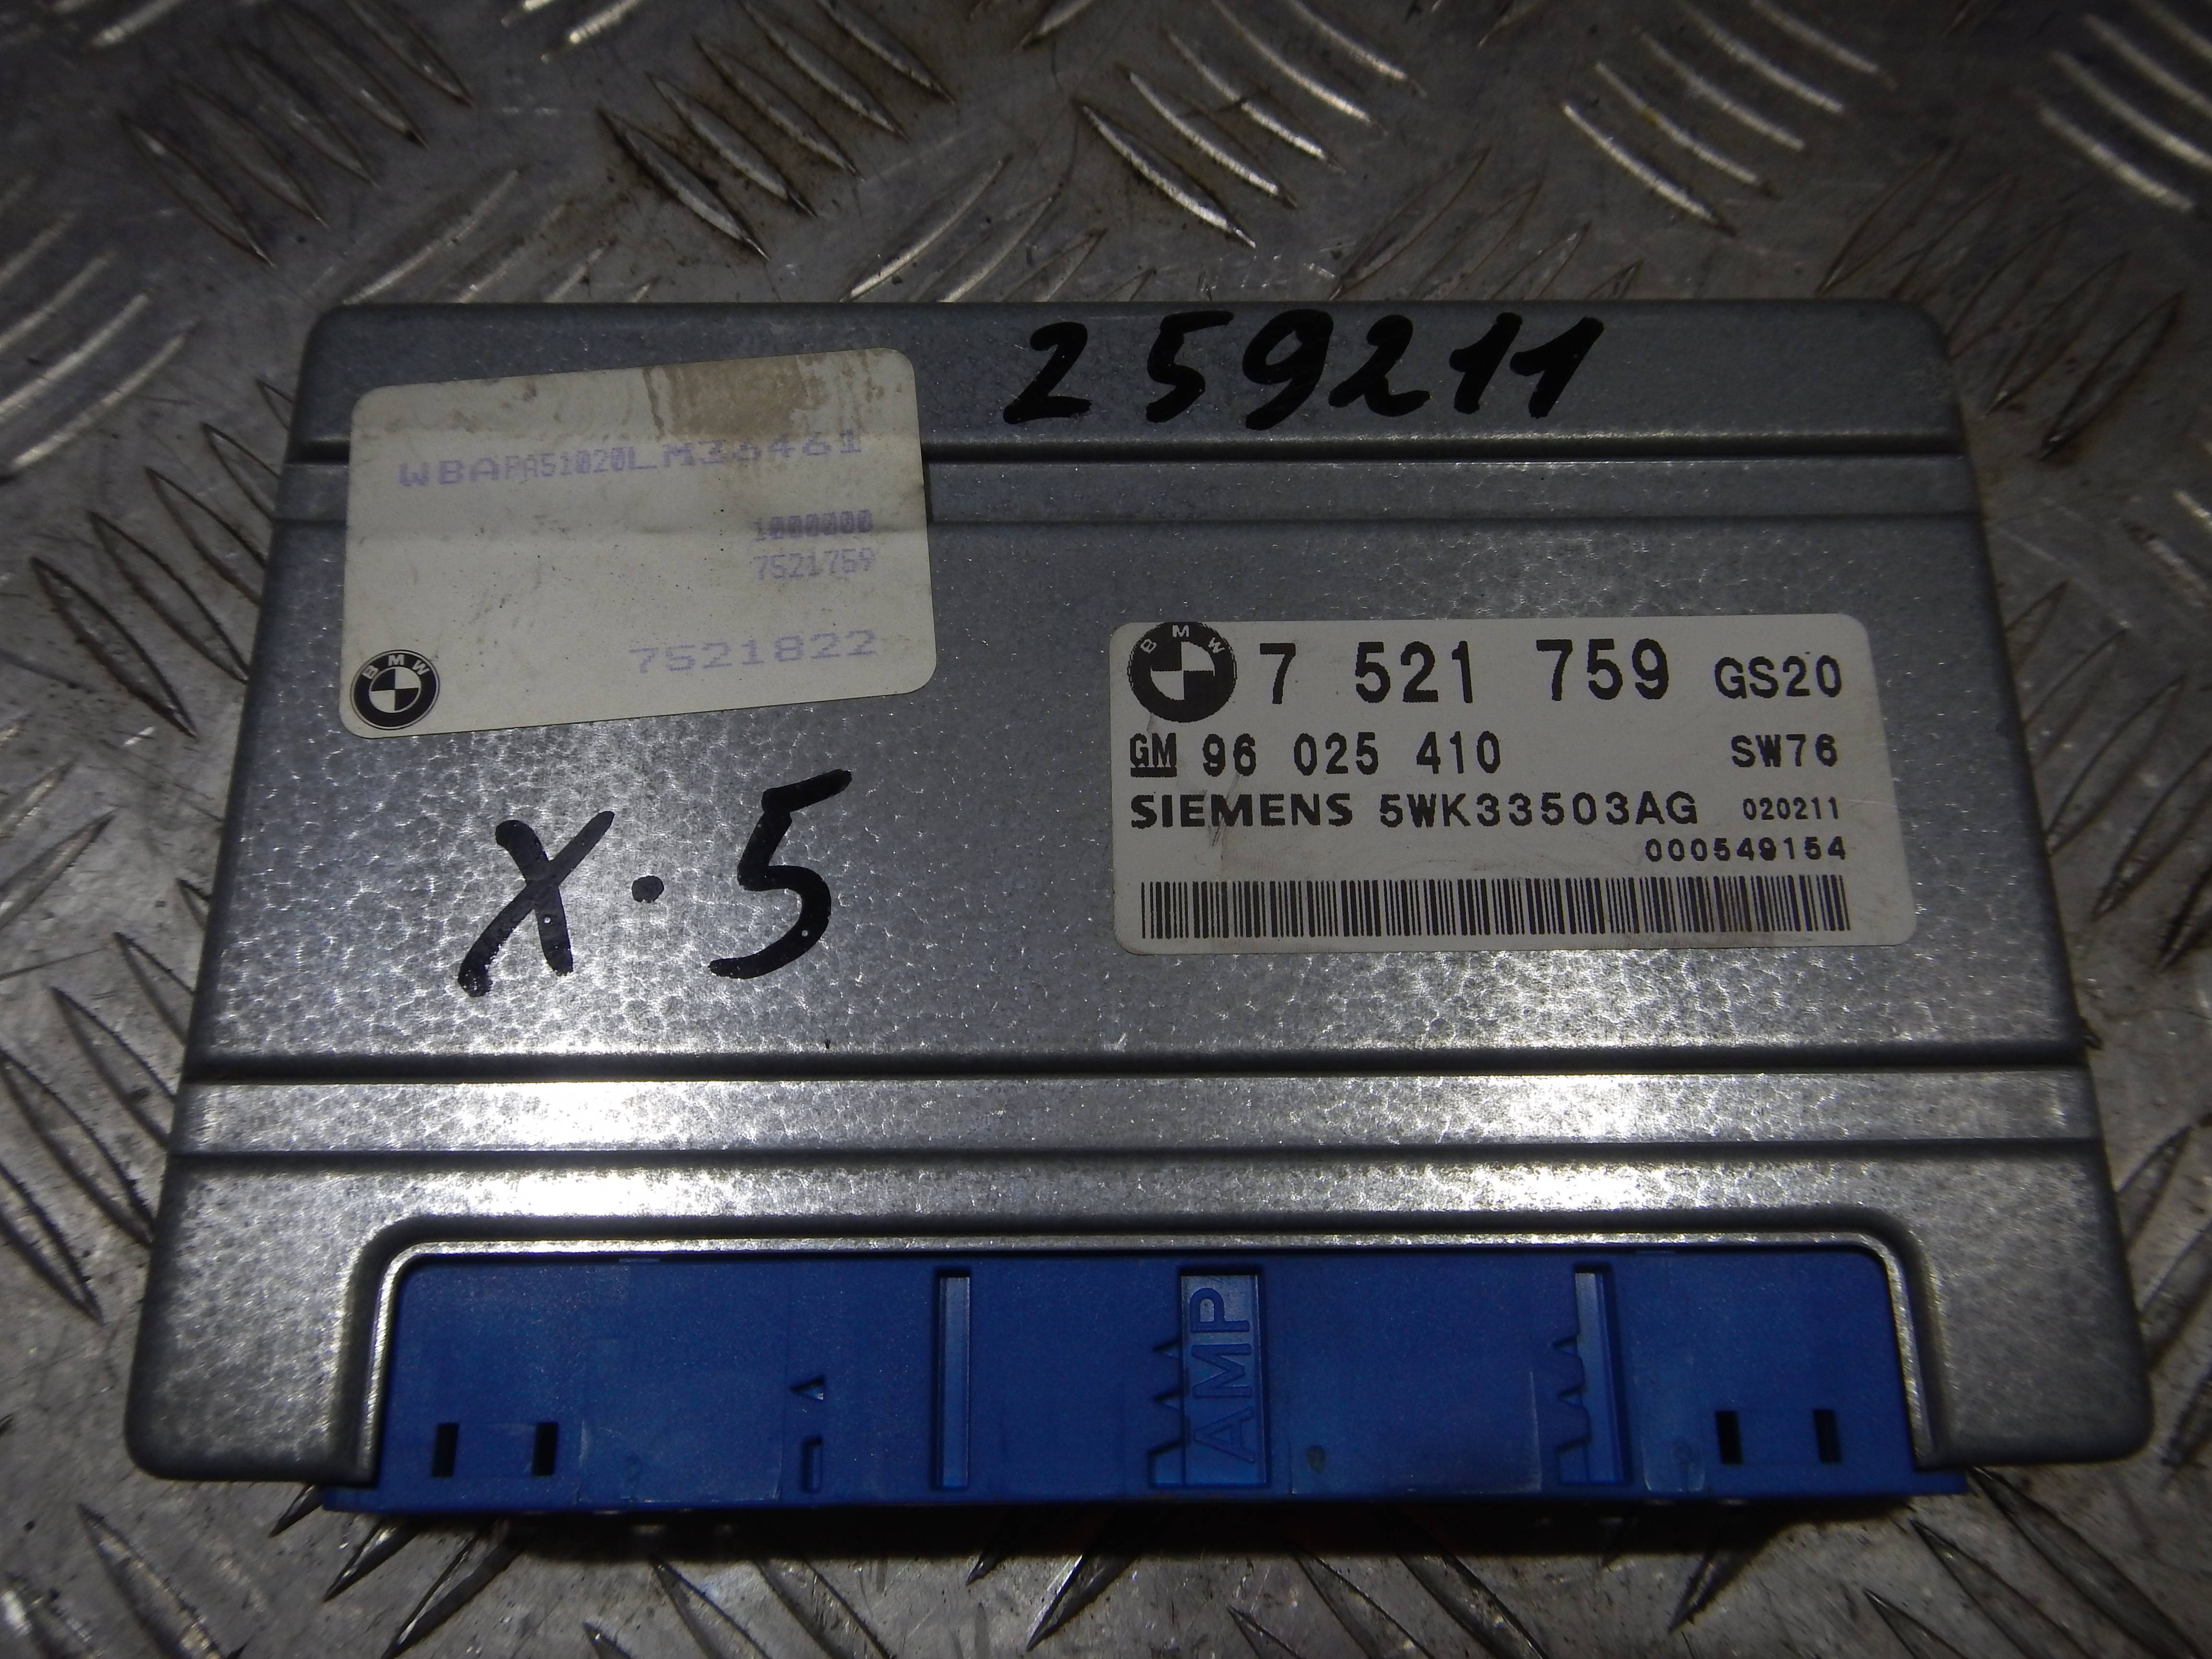 259211
WBAPA51020LM36461
1000000
7521759
7521822
BMW
BMW 7 521 759 GS20
GM 96 025 410 SW76
SIEMENS 5WK33503AG 020211
000549154
X·5
AMP